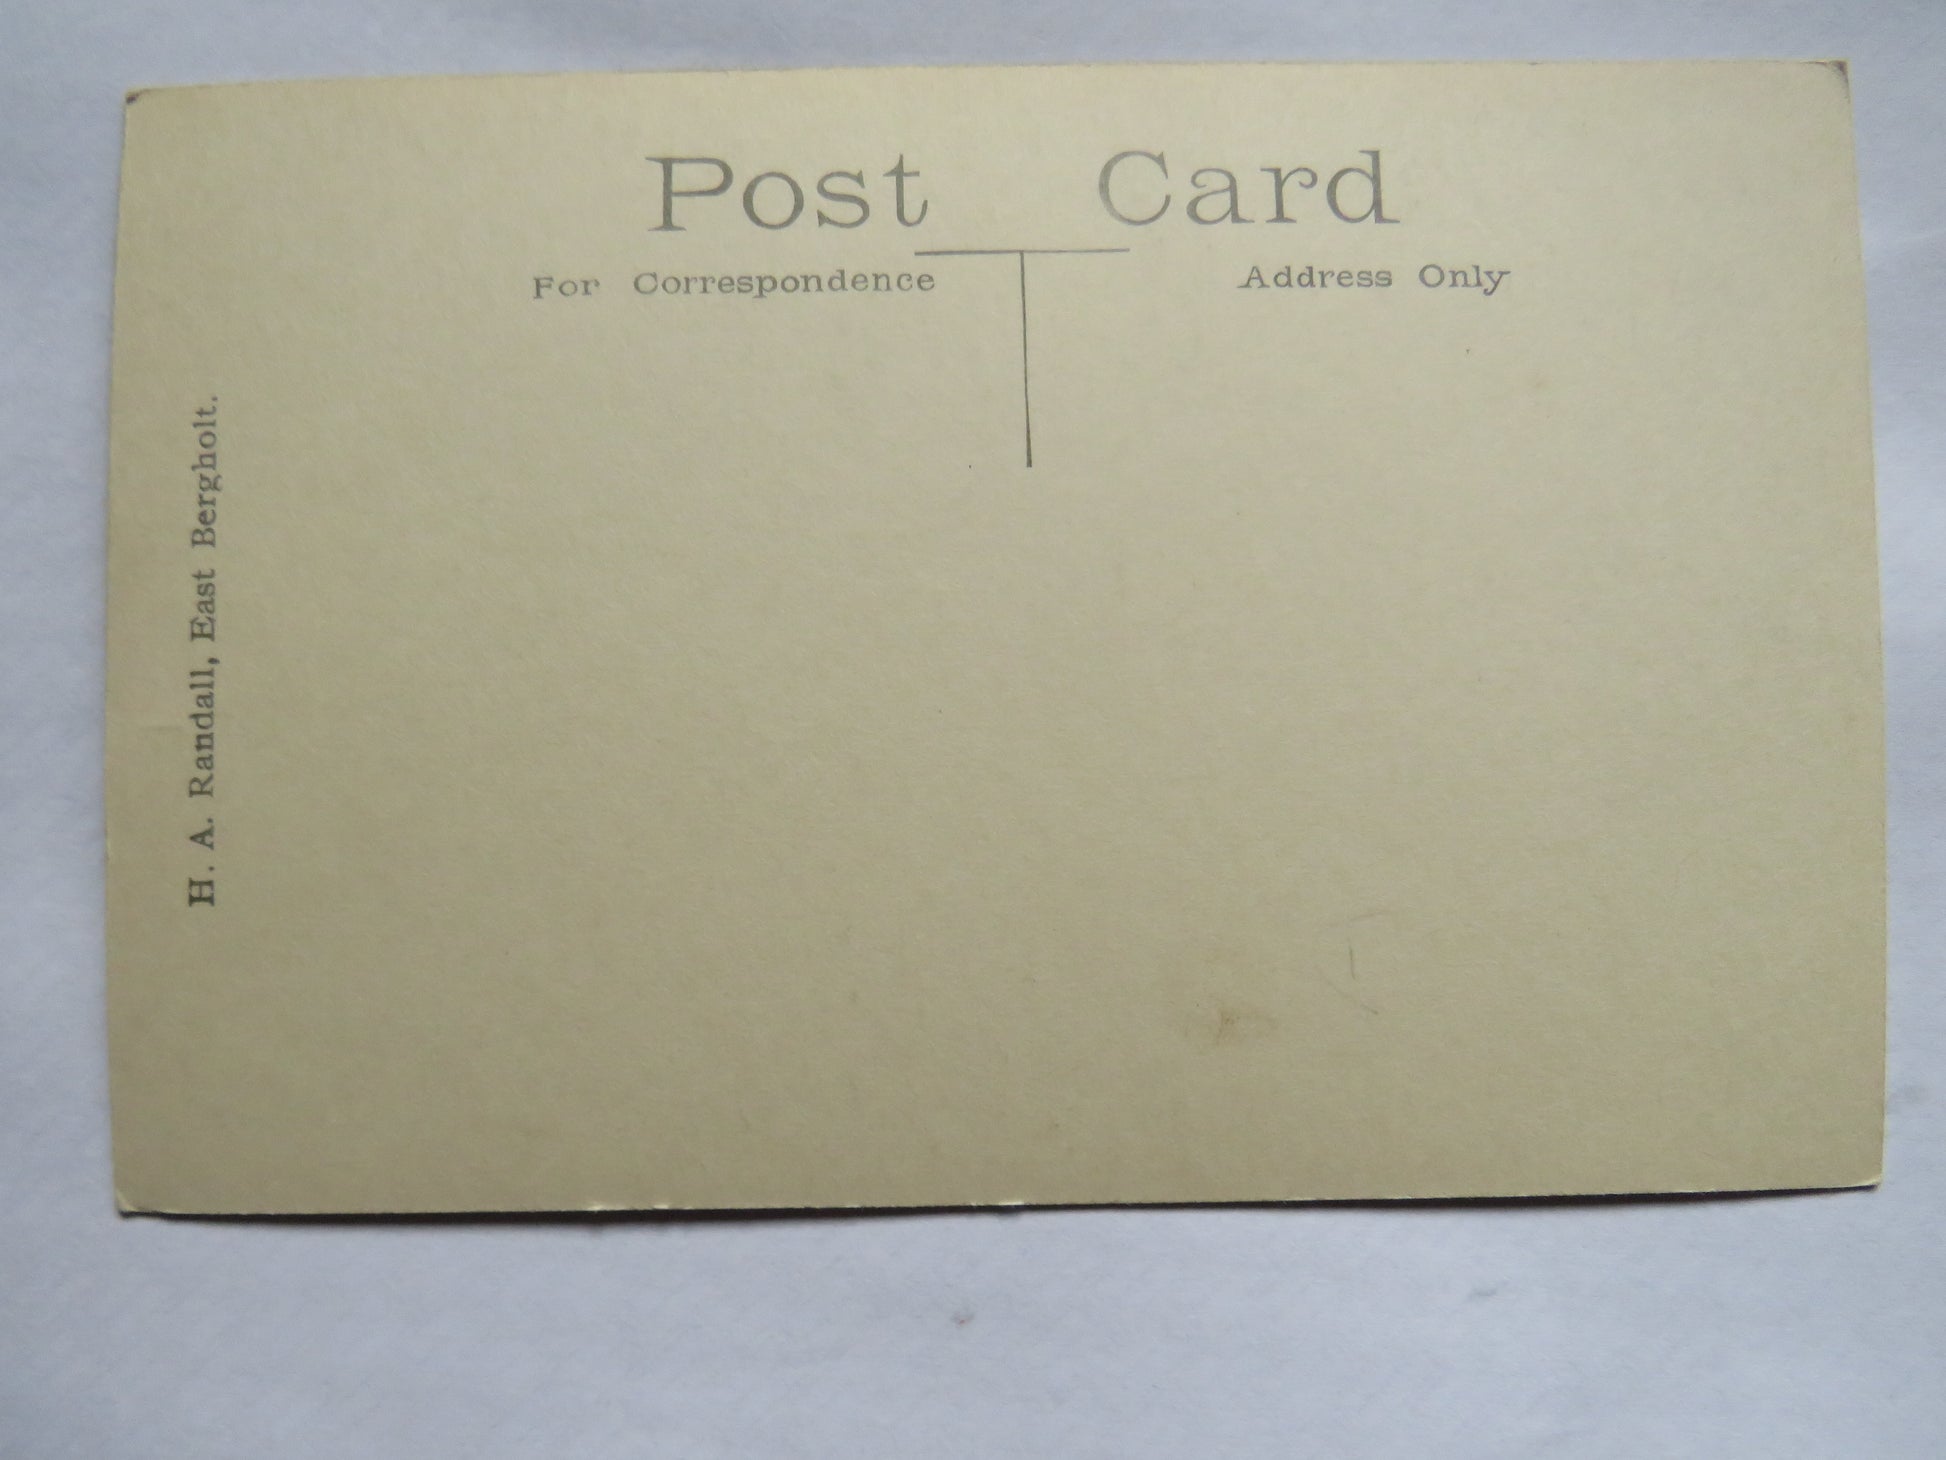 Post Card
For Correspondence
Address Only
H. A. Randall, East Bergholt.